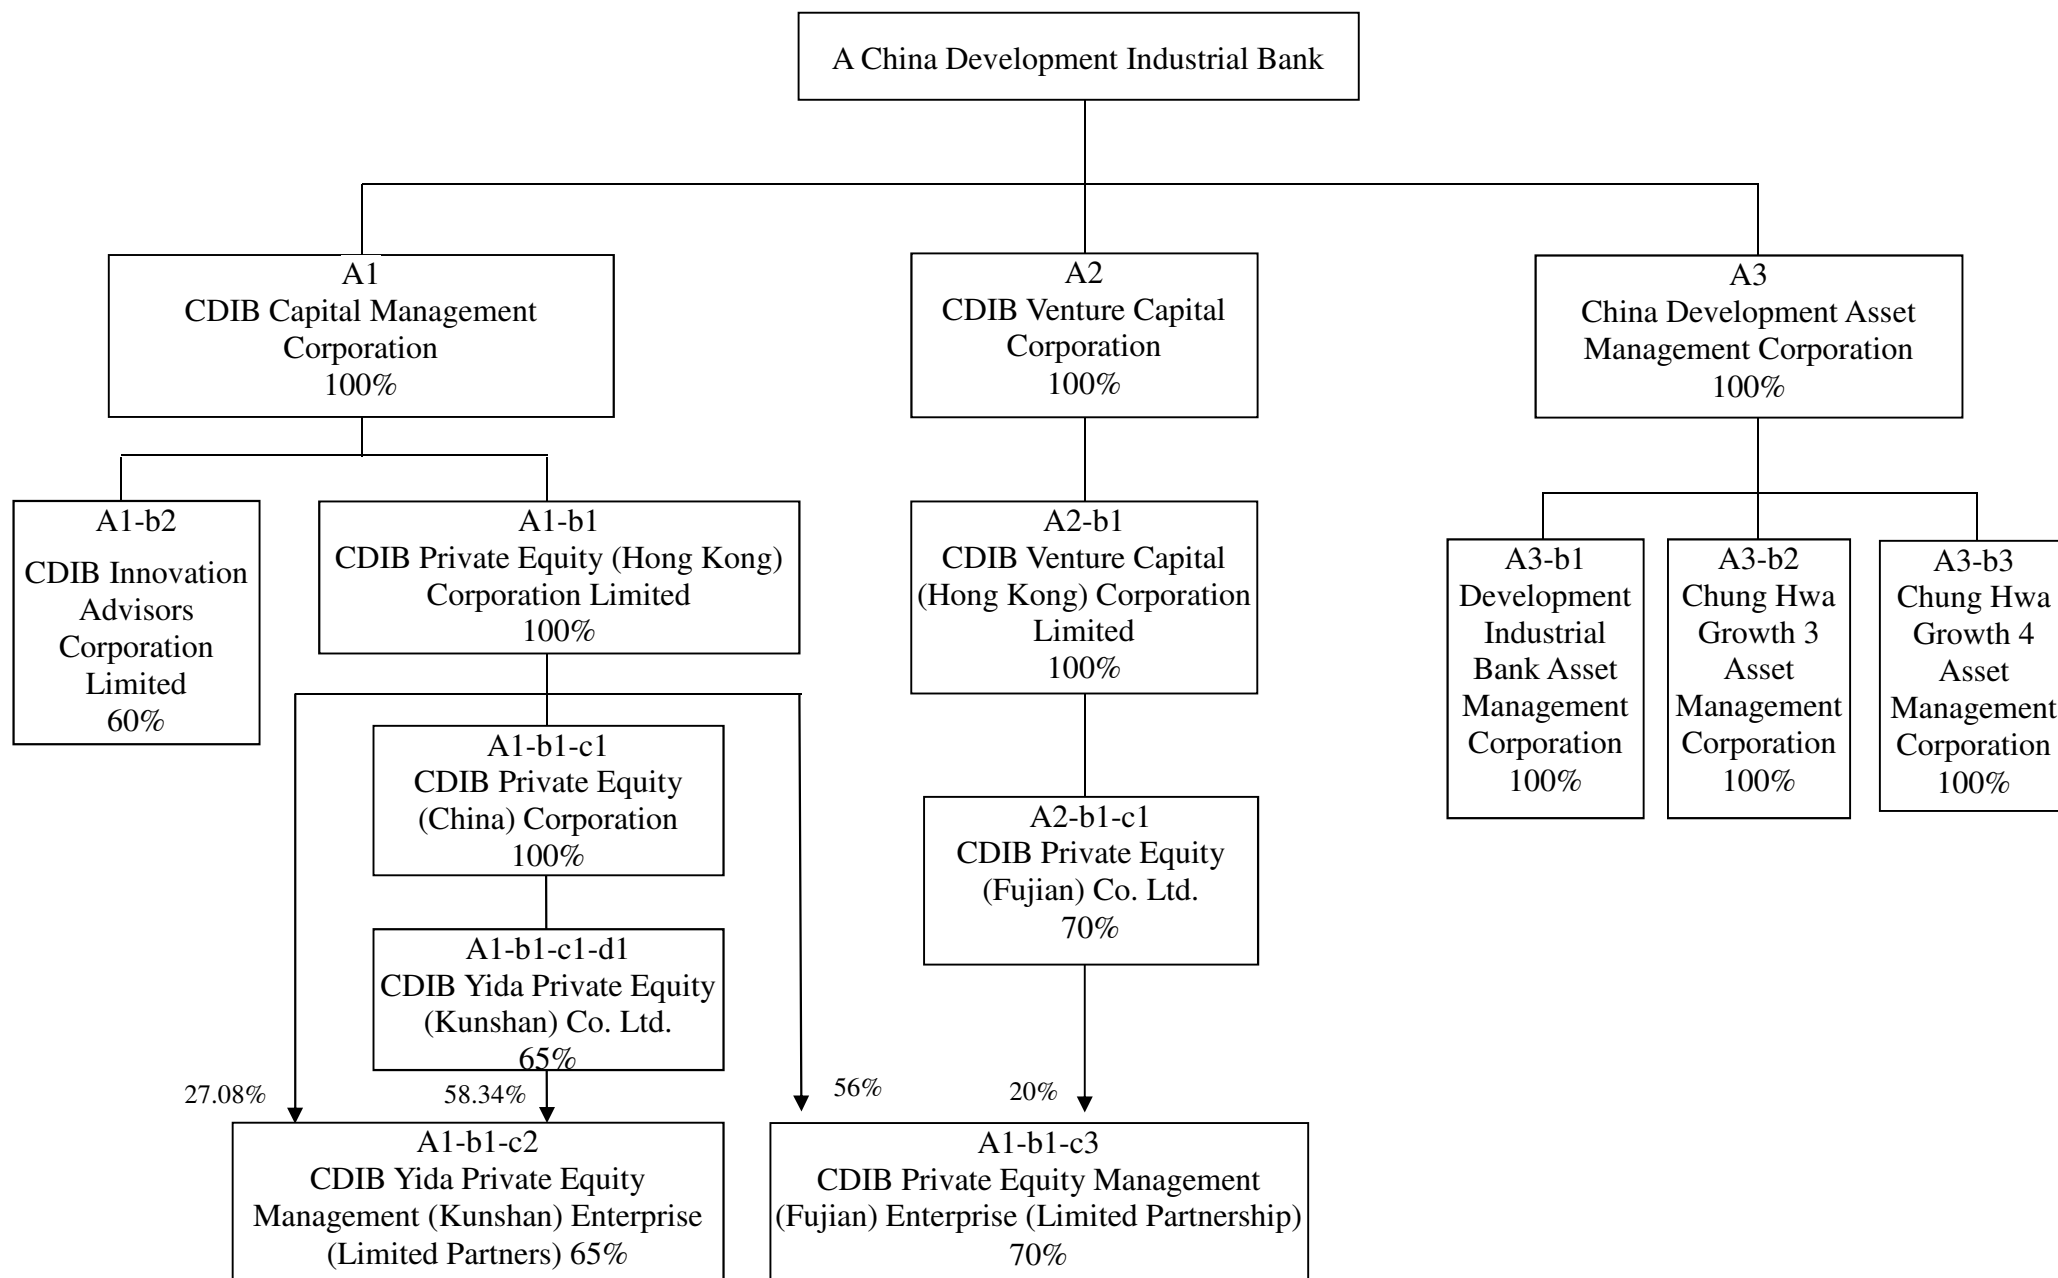 A China Development Industrial Bank
A1
CDIB Capital Management
Corporation
100%
A2
CDIB Venture Capital
Corporation
100%
A3
China Development Asset
Management Corporation
100%
A1-b2
CDIB Innovation
Advisors
Corporation
Limited
60%
A1-b1
CDIB Private Equity (Hong Kong)
Corporation Limited
100%
A2-b1
CDIB Venture Capital
(Hong Kong) Corporation
Limited
100%
A3-b1
Development
Industrial
Bank Asset
Management
Corporation
100%
A3-b2
Chung Hwa
Growth 3
Asset
Management
Corporation
100%
A3-b3
Chung Hwa
Growth 4
Asset
Management
Corporation
100%
A1-b1-c1
CDIB Private Equity
(China) Corporation
100%
A2-b1-c1
CDIB Private Equity
(Fujian) Co. Ltd.
70%
A1-b1-c1-d1
CDIB Yida Private Equity
(Kunshan) Co. Ltd.
65%
27.08%
58.34%
56%
20%
A1-b1-c2
CDIB Yida Private Equity
Management (Kunshan) Enterprise
(Limited Partners) 65%
A1-b1-c3
CDIB Private Equity Management
(Fujian) Enterprise (Limited Partnership)
70%